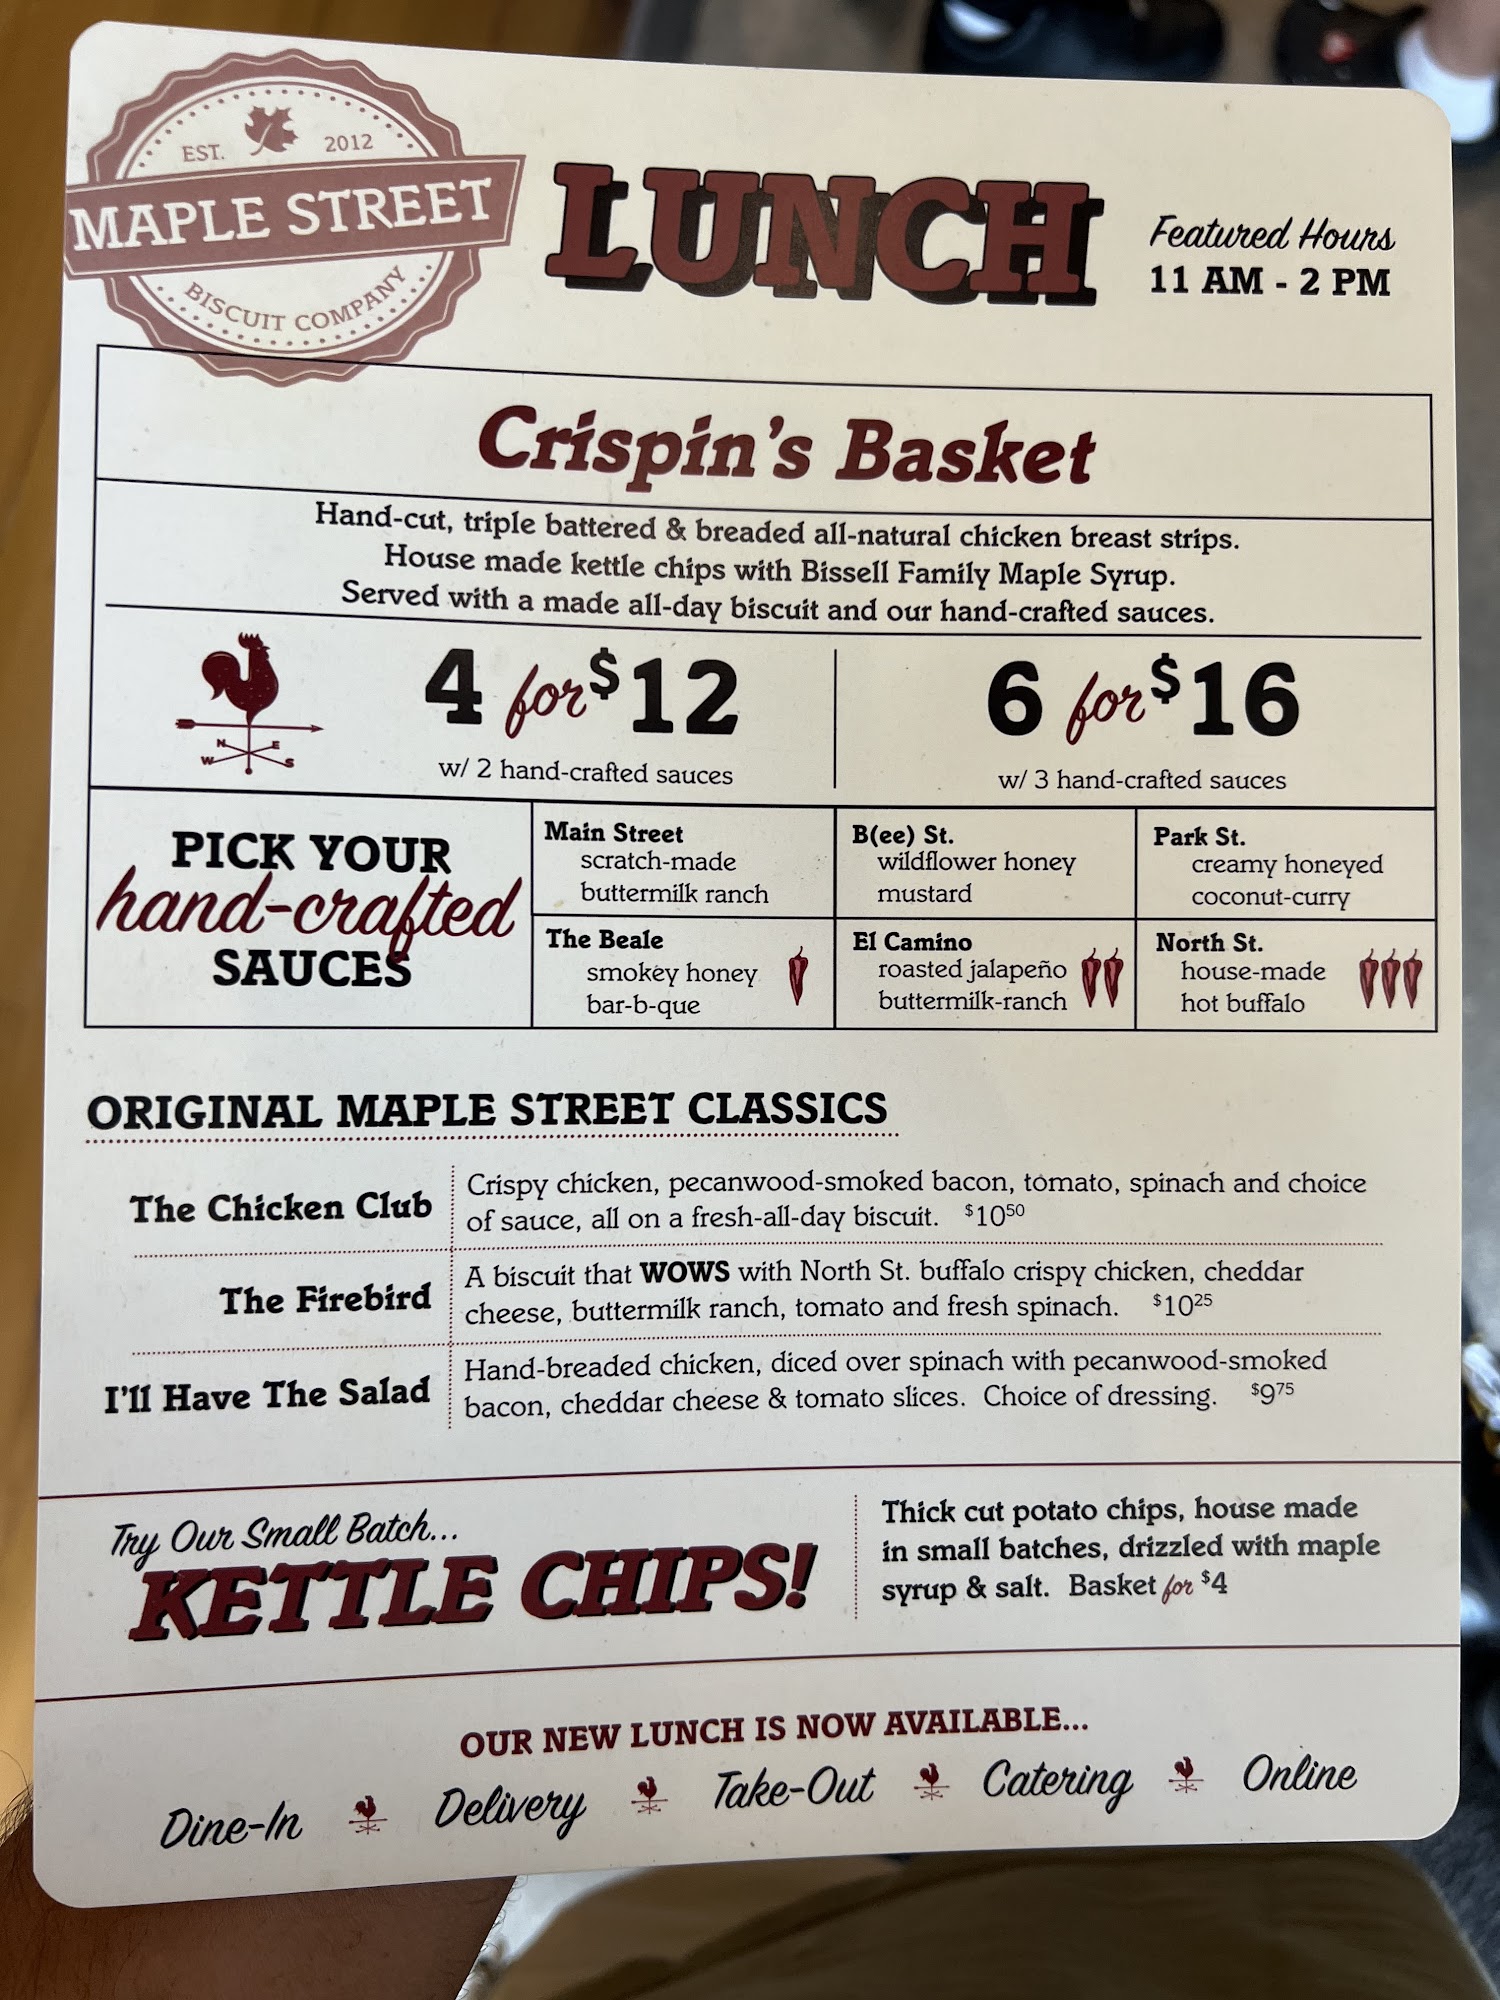 EST. 2012
MAPLE STREET
BISCUIT COMPANY
LUNCH
Featured Hours
11 AM - 2 PM
Crispin's Basket
Hand-cut, triple battered & breaded all-natural chicken breast strips.
House made kettle chips with Bissell Family Maple Syrup.
Served with a made all-day biscuit and our hand-crafted sauces.
N E
W S
4 for $12
w/ 2 hand-crafted sauces
6 for $16
w/ 3 hand-crafted sauces
PICK YOUR
hand-crafted
SAUCES
Main Street
scratch-made
buttermilk ranch
B(ee) St.
wildflower honey
mustard
Park St.
creamy honeyed
coconut-curry
The Beale
smokey honey
bar-b-que
El Camino
roasted jalapeño
buttermilk-ranch
North St.
house-made
hot buffalo
ORIGINAL MAPLE STREET CLASSICS
The Chicken Club
Crispy chicken, pecanwood-smoked bacon, tomato, spinach and choice
of sauce, all on a fresh-all-day biscuit. $1050
The Firebird
A biscuit that WOWS with North St. buffalo crispy chicken, cheddar
cheese, buttermilk ranch, tomato and fresh spinach. $1025
I'll Have The Salad
Hand-breaded chicken, diced over spinach with pecanwood-smoked
bacon, cheddar cheese & tomato slices. Choice of dressing. $975
Try Our Small Batch...
KETTLE CHIPS!
Thick cut potato chips, house made
in small batches, drizzled with maple
syrup & salt. Basket for $4
OUR NEW LUNCH IS NOW AVAILABLE...
Dine-In Delivery Take-Out Catering Online